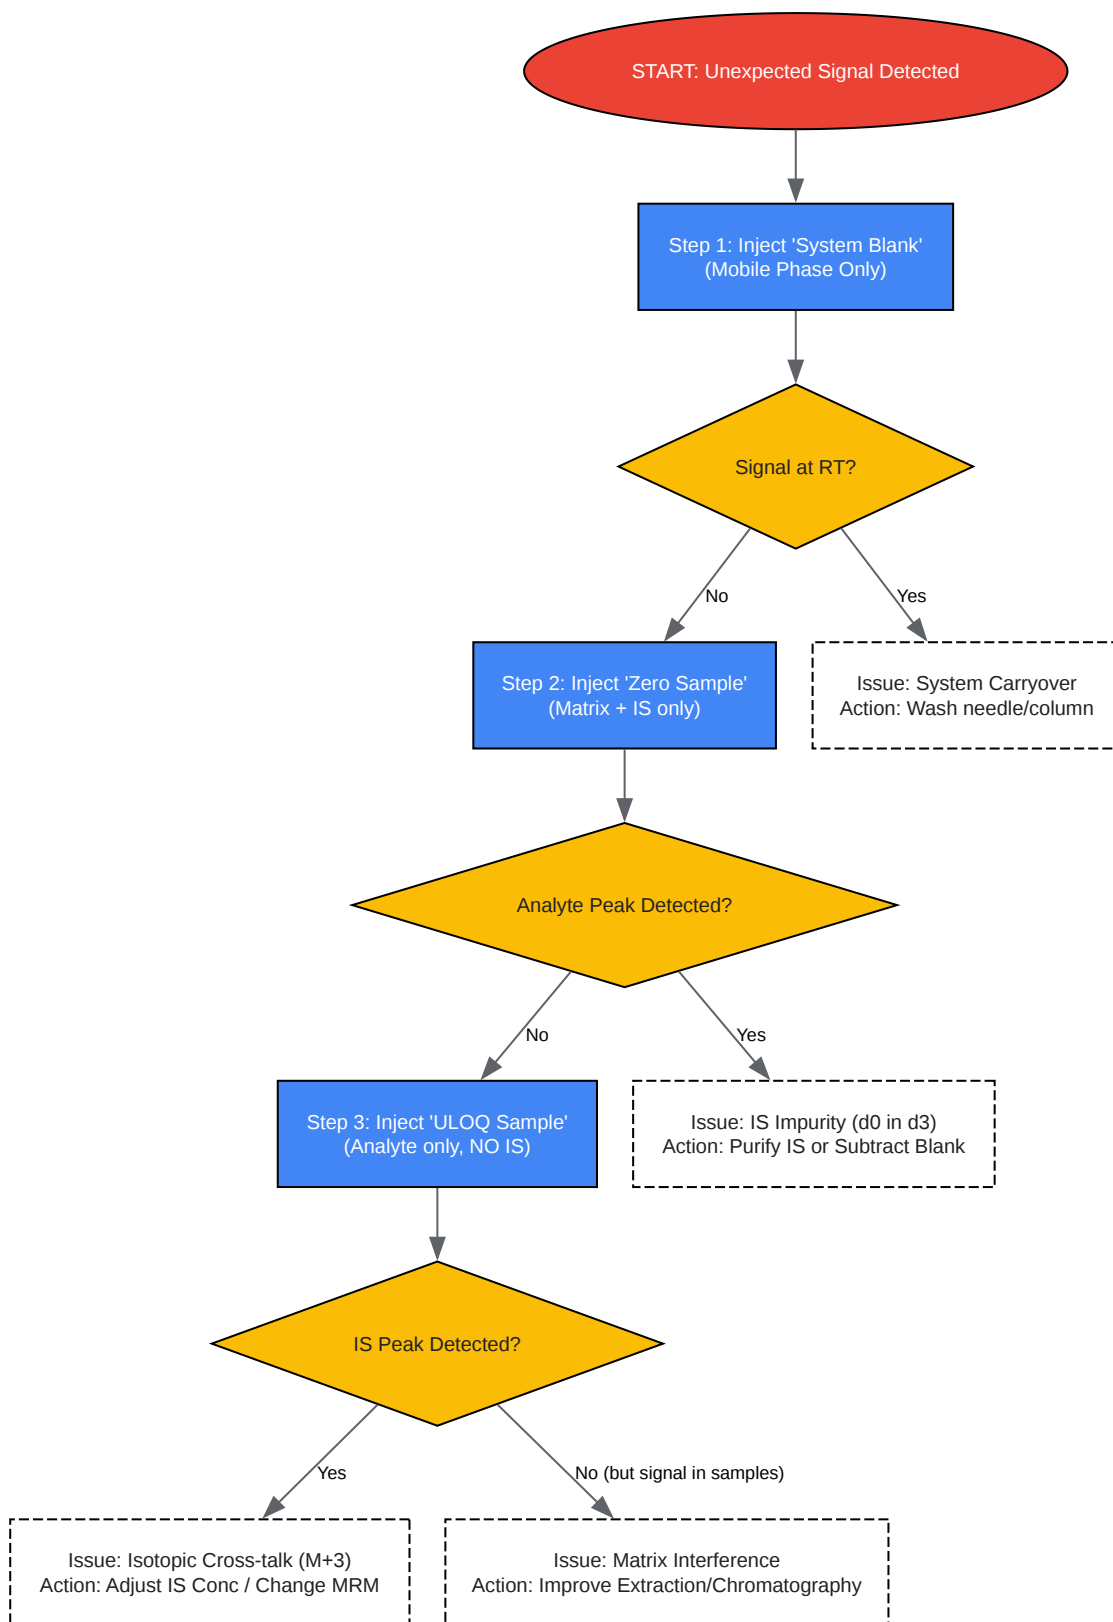 START: Unexpected Signal Detected
Step 1: Inject 'System Blank'
(Mobile Phase Only)
Signal at RT?
No
Yes
Step 2: Inject 'Zero Sample'
(Matrix + IS only)
Issue: System Carryover
Action: Wash needle/column
Analyte Peak Detected?
No
Yes
Step 3: Inject 'ULOQ Sample'
(Analyte only, NO IS)
Issue: IS Impurity (d0 in d3)
Action: Purify IS or Subtract Blank
IS Peak Detected?
Yes
No (but signal in samples)
Issue: Isotopic Cross-talk (M+3)
Action: Adjust IS Conc / Change MRM
Issue: Matrix Interference
Action: Improve Extraction/Chromatography